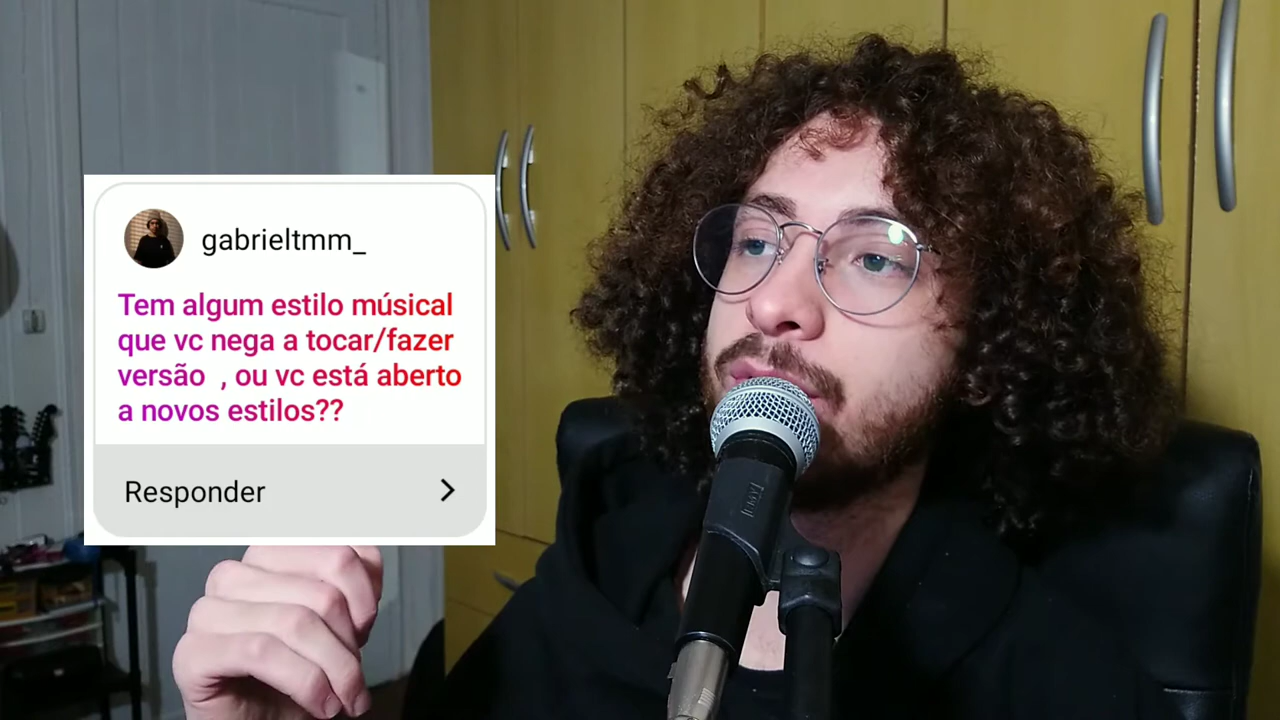 gabrieltmm_
Tem algum estilo músical
que vc nega a tocar/fazer
versão , ou vc está aberto
a novos estilos??
Responder